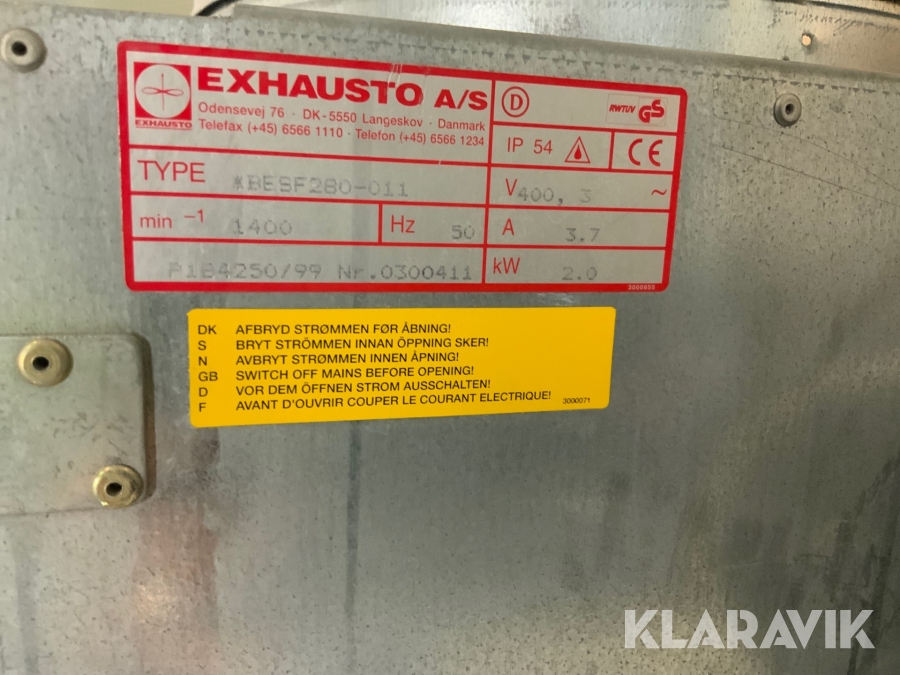 EXHAUSTO A/S
EXHAUSTO
Odensevej 76 · DK-5550 Langeskov · Danmark
Telefax (+45) 6566 1110 · Telefon (+45) 6566 1234
D
RWTÜV GS
IP 54
CE
TYPE *BESF280-011
V 400, 3 ~
min -1 1400 Hz 50
A 3.7
P184250/99 Nr.0300411
kW 2.0
3000653
DK AFBRYD STRØMMEN FØR ÅBNING!
S BRYT STRÖMMEN INNAN ÖPPNING SKER!
N AVBRYT STRØMMEN INNEN ÅPNING!
GB SWITCH OFF MAINS BEFORE OPENING!
D VOR DEM ÖFFNEN STROM AUSSCHALTEN!
F AVANT D'OUVRIR COUPER LE COURANT ELECTRIQUE!
3000071
KLARAVIK